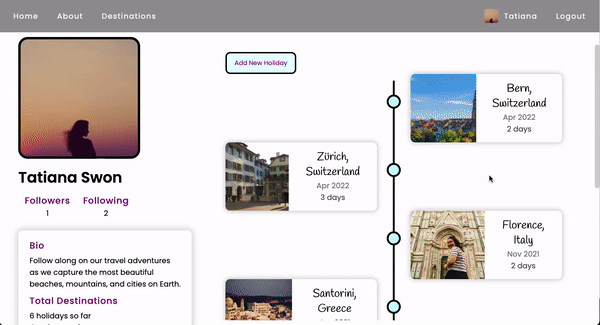 Home About Destinations Tatiana Logout
Add New Holiday
Tatiana Swon
Followers Following
1 2
Bio
Follow along on our travel adventures
as we capture the most beautiful
beaches, mountains, and cities on Earth.
Total Destinations
6 holidays so far
Bern,
Switzerland
Apr 2022
2 days
Zürich,
Switzerland
Apr 2022
3 days
Florence,
Italy
Nov 2021
2 days
Santorini,
Greece